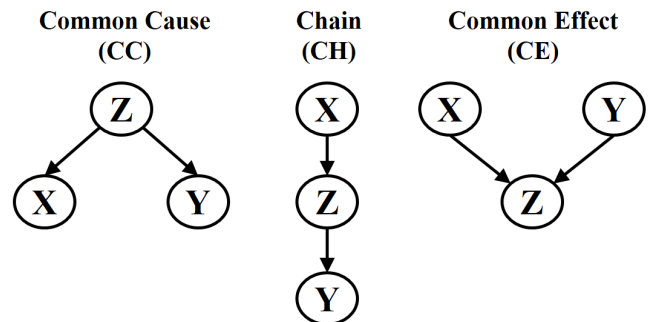 Common Cause
(CC)
Chain
(CH)
Common Effect
(CE)
Z
X
Y
X
Z
Y
X
Y
Z